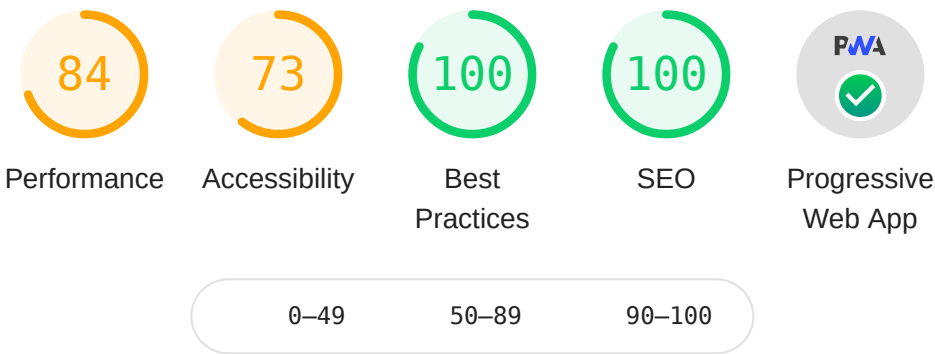 84 73 100 100 PWA
Performance Accessibility Best Practices SEO Progressive Web App
0–49 50–89 90–100